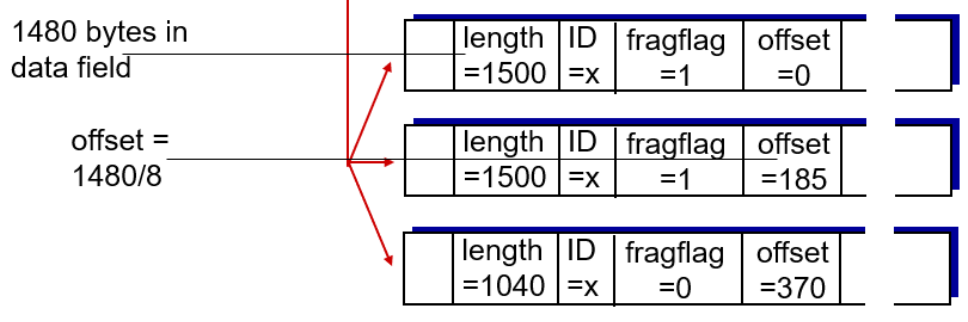 1480 bytes in
data field
length ID fragflag offset
=1500 =x =1 =0
offset =
1480/8
length ID fragflag offset
=1500 =x =1 =185
length ID fragflag offset
=1040 =x =0 =370